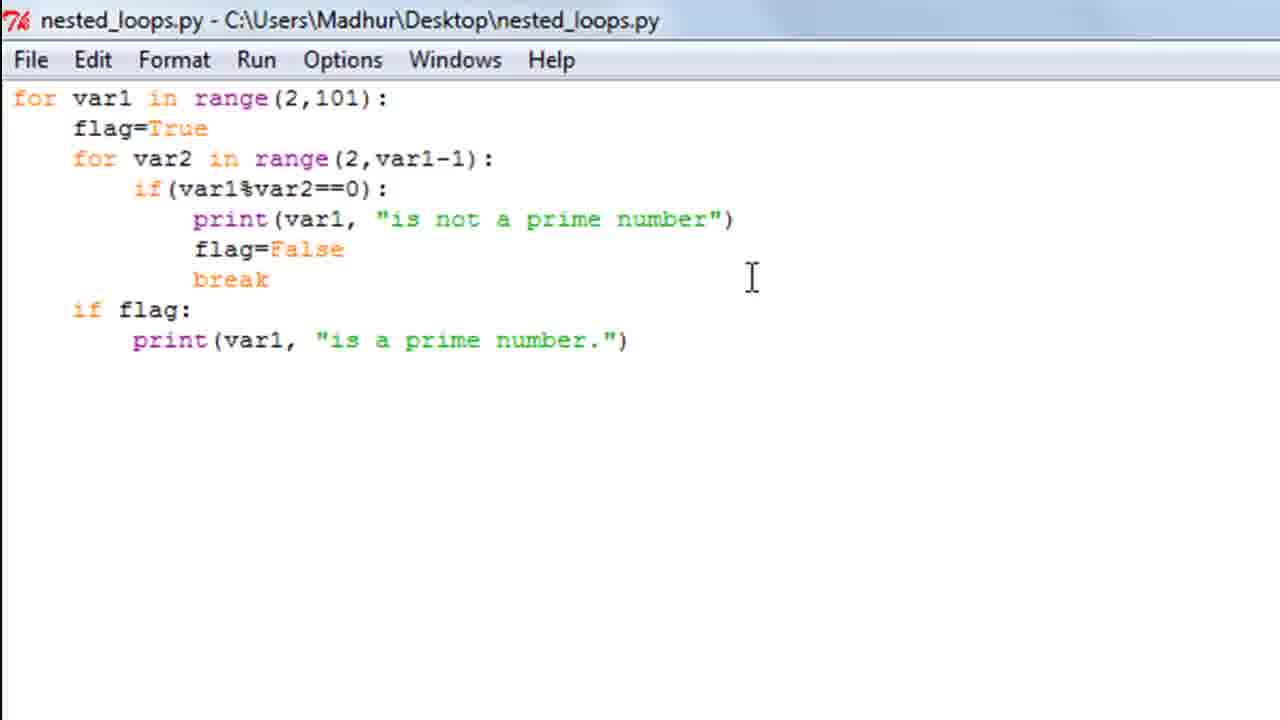 nested_loops.py - C:\Users\Madhur\Desktop\nested_loops.py
File Edit Format Run Options Windows Help
for var1 in range(2,101):
    flag=True
    for var2 in range(2,var1-1):
        if(var1%var2==0):
            print(var1, "is not a prime number")
            flag=False
            break
    if flag:
        print(var1, "is a prime number.")